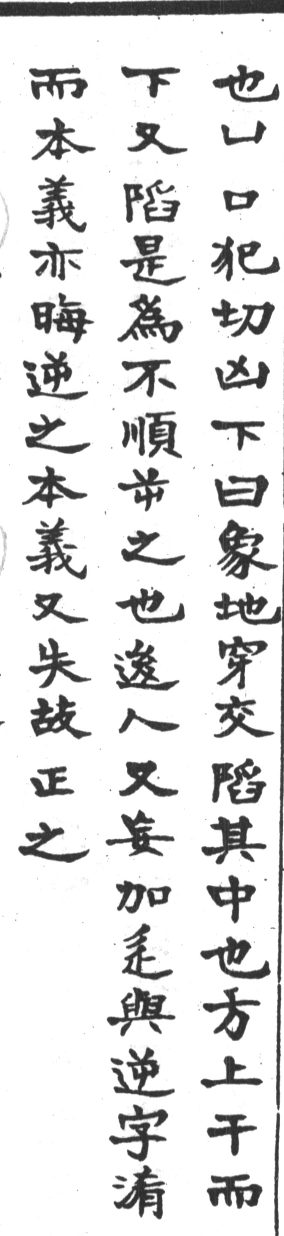 也凵口犯切凶下曰象地穿交陷其中也方上干而
下又陷是為不順屰之也後人又妄加辵與逆字淆
而本義亦晦逆之本義又失故正之